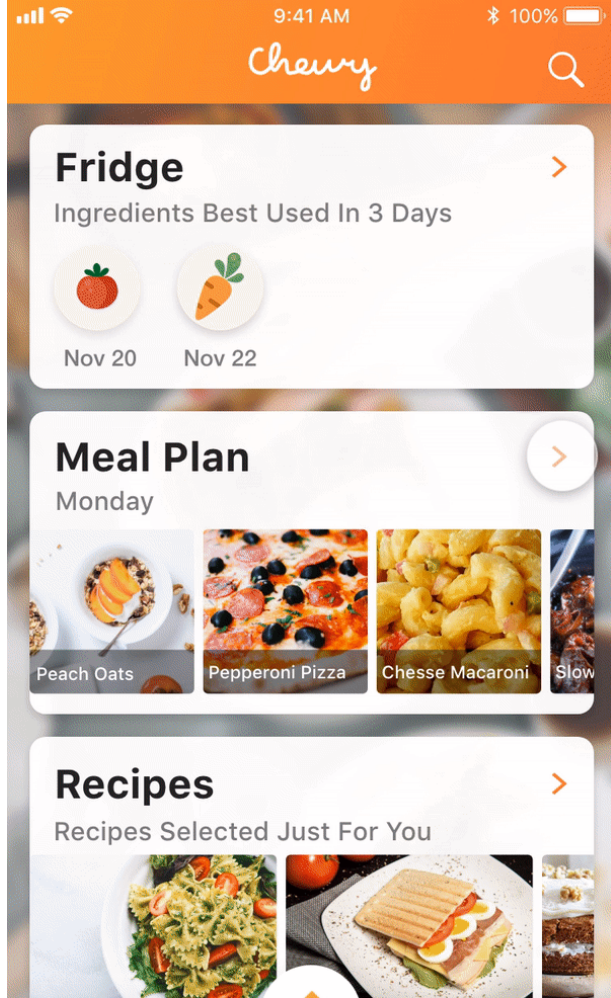 9:41 AM
100%
Chewy
Fridge
Ingredients Best Used In 3 Days
Nov 20
Nov 22
Meal Plan
Monday
Peach Oats
Pepperoni Pizza
Chesse Macaroni
Slow
Recipes
Recipes Selected Just For You